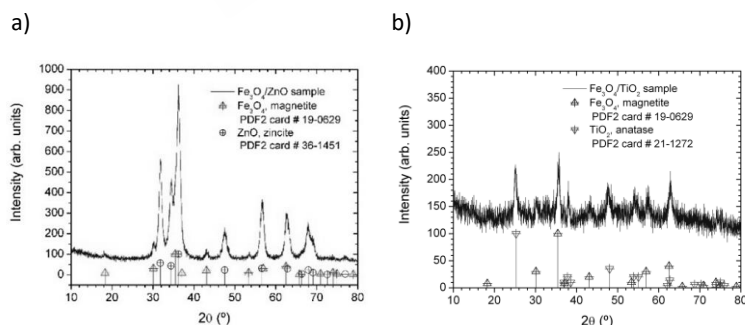 a)
b)
1000
900
800
700
600
500
400
300
200
100
0
Intensity (arb. units)
Fe₃O₄/ZnO sample
Fe₃O₄, magnetite
PDF2 card # 19-0629
ZnO, zincite
PDF2 card # 36-1451
10 20 30 40 50 60 70 80
2θ (º)
400
350
300
250
200
150
100
50
0
Intensity (arb. units)
Fe₃O₄/TiO₂ sample
Fe₃O₄, magnetite
PDF2 card # 19-0629
TiO₂, anatase
PDF2 card # 21-1272
10 20 30 40 50 60 70 80
2θ (º)